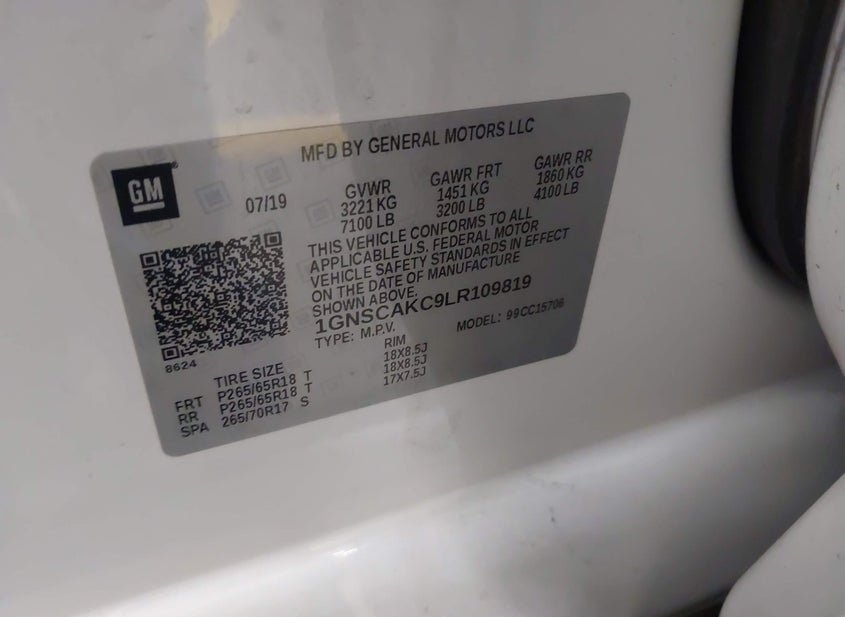 MFD BY GENERAL MOTORS LLC
GM
07/19
GVWR
3221 KG
7100 LB
GAWR FRT
1451 KG
3200 LB
GAWR RR
1860 KG
4100 LB
THIS VEHICLE CONFORMS TO ALL
APPLICABLE U.S. FEDERAL MOTOR
VEHICLE SAFETY STANDARDS IN EFFECT
ON THE DATE OF MANUFACTURE
SHOWN ABOVE.
1GNSCAKC9LR109819
TYPE: M.P.V.
MODEL: 99CC15706
8624
TIRE SIZE RIM
FRT P265/65R18 T 18X8.5J
RR P265/65R18 T 18X8.5J
SPA 265/70R17 S 17X7.5J